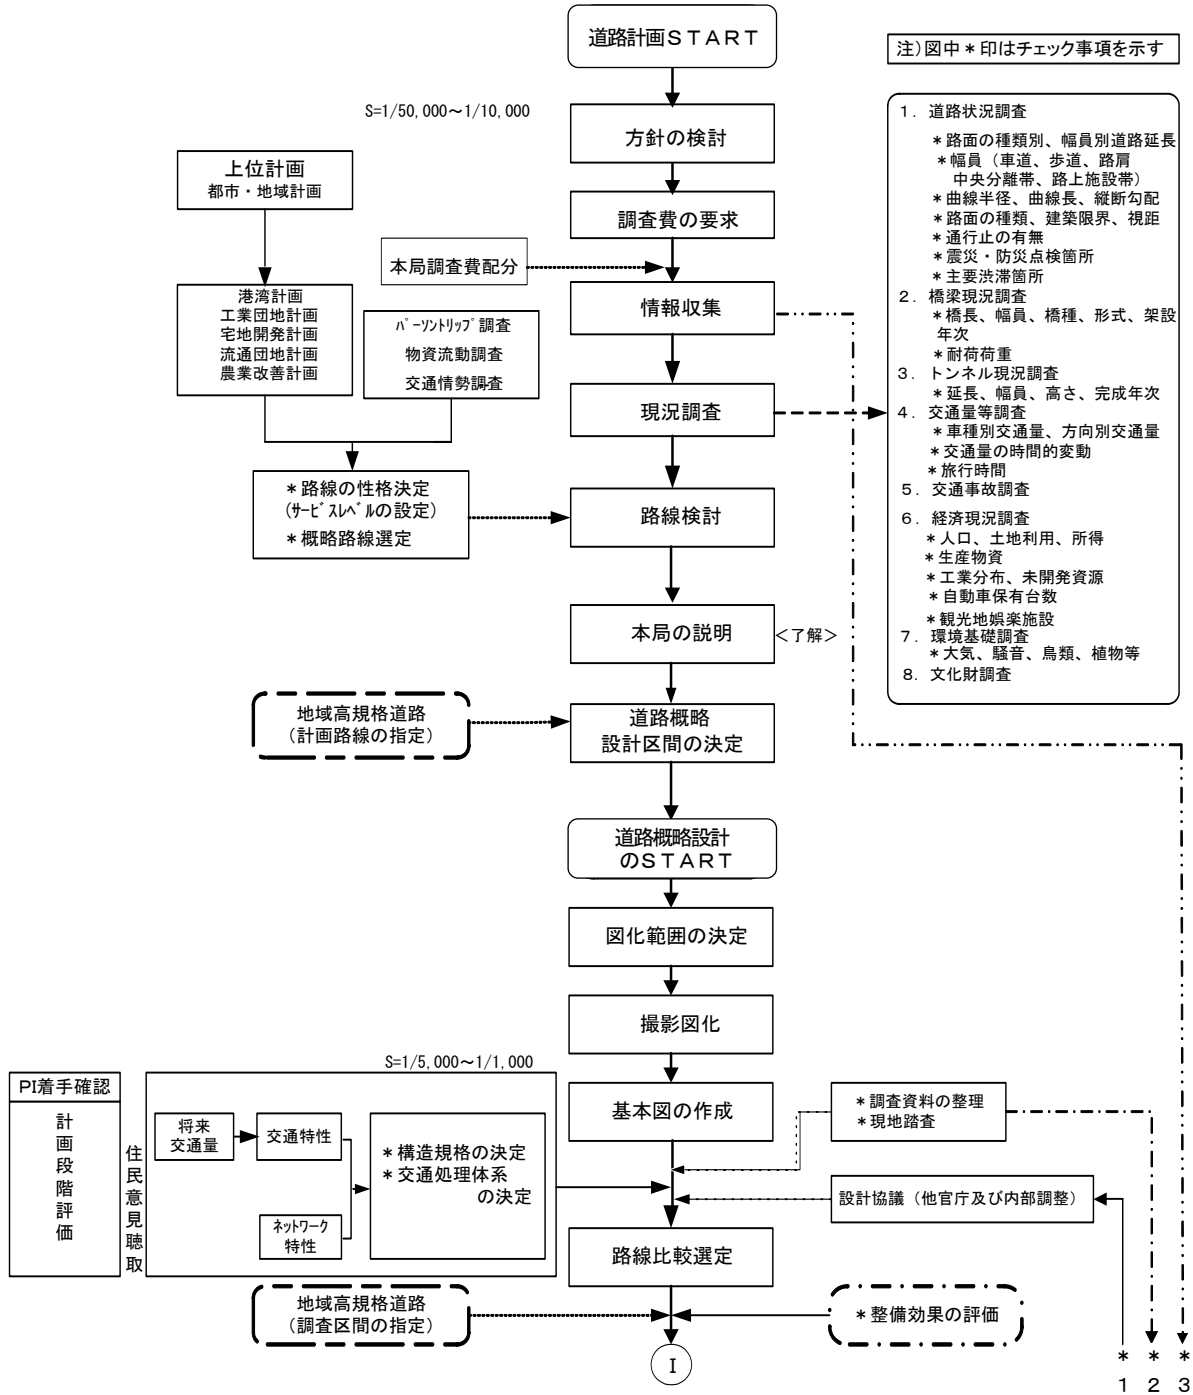 道路計画ＳＴＡＲＴ
注）図中＊印はチェック事項を示す
S=1/50,000～1/10,000
方針の検討
上位計画
都市・地域計画
調査費の要求
本局調査費配分
情報収集
港湾計画
工業団地計画
宅地開発計画
流通団地計画
農業改善計画
ﾊﾟｰｿﾝﾄﾘｯﾌﾟ調査
物資流動調査
交通情勢調査
現況調査
＊路線の性格決定
(ｻｰﾋﾞｽﾚﾍﾞﾙの設定)
＊概略路線選定
路線検討
本局の説明
＜了解＞
地域高規格道路
(計画路線の指定)
道路概略
設計区間の決定
1．道路状況調査
＊路面の種類別、幅員別道路延長
＊幅員（車道、歩道、路肩
中央分離帯、路上施設帯）
＊曲線半径、曲線長、縦断勾配
＊路面の種類、建築限界、視距
＊通行止の有無
＊震災・防災点検箇所
＊主要渋滞箇所
2．橋梁現況調査
＊橋長、幅員、橋種、形式、架設
年次
＊耐荷荷重
3．トンネル現況調査
＊延長、幅員、高さ、完成年次
4．交通量等調査
＊車種別交通量、方向別交通量
＊交通量の時間的変動
＊旅行時間
5．交通事故調査
6．経済現況調査
＊人口、土地利用、所得
＊生産物資
＊工業分布、未開発資源
＊自動車保有台数
＊観光地娯楽施設
7．環境基礎調査
＊大気、騒音、鳥類、植物等
8．文化財調査
道路概略設計
のＳＴＡＲＴ
図化範囲の決定
撮影図化
S=1/5,000～1/1,000
基本図の作成
PI着手確認
計画段階評価
住民意見聴取
将来
交通量
交通特性
ﾈｯﾄﾜｰｸ
特性
＊構造規格の決定
＊交通処理体系
の決定
＊調査資料の整理
＊現地踏査
設計協議（他官庁及び内部調整）
路線比較選定
地域高規格道路
(調査区間の指定)
＊整備効果の評価
I
＊ ＊ ＊
1 2 3